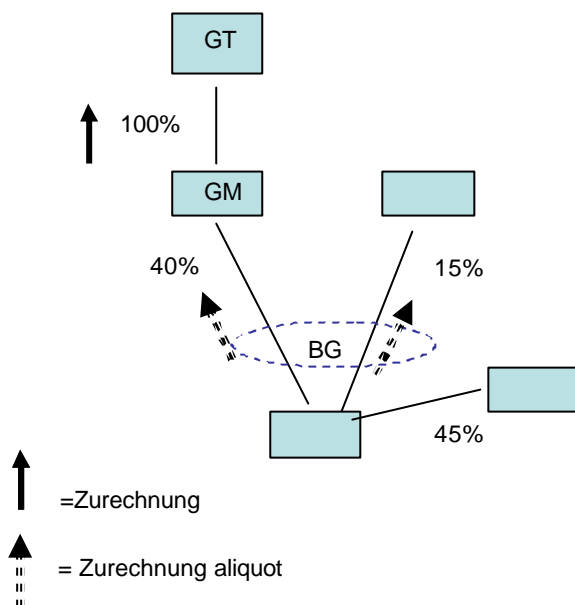 GT
100%
GM
40%
15%
BG
45%
=Zurechnung
= Zurechnung aliquot